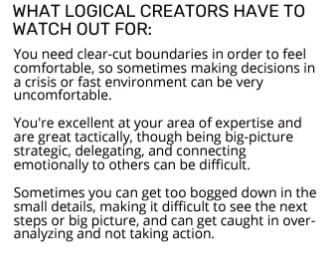 WHAT LOGICAL CREATORS HAVE TO
WATCH OUT FOR:
You need clear-cut boundaries in order to feel
comfortable, so sometimes making decisions in
a crisis or fast environment can be very
uncomfortable.
You're excellent at your area of expertise and
are great tactically, though being big-picture
strategic, delegating, and connecting
emotionally to others can be difficult.
Sometimes you can get too bogged down in the
small details, making it difficult to see the next
steps or big picture, and can get caught in over-
analyzing and not taking action.